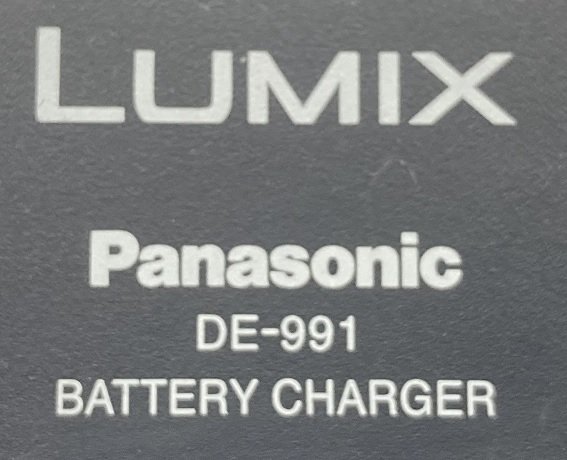 LUMIX
Panasonic
DE-991
BATTERY CHARGER